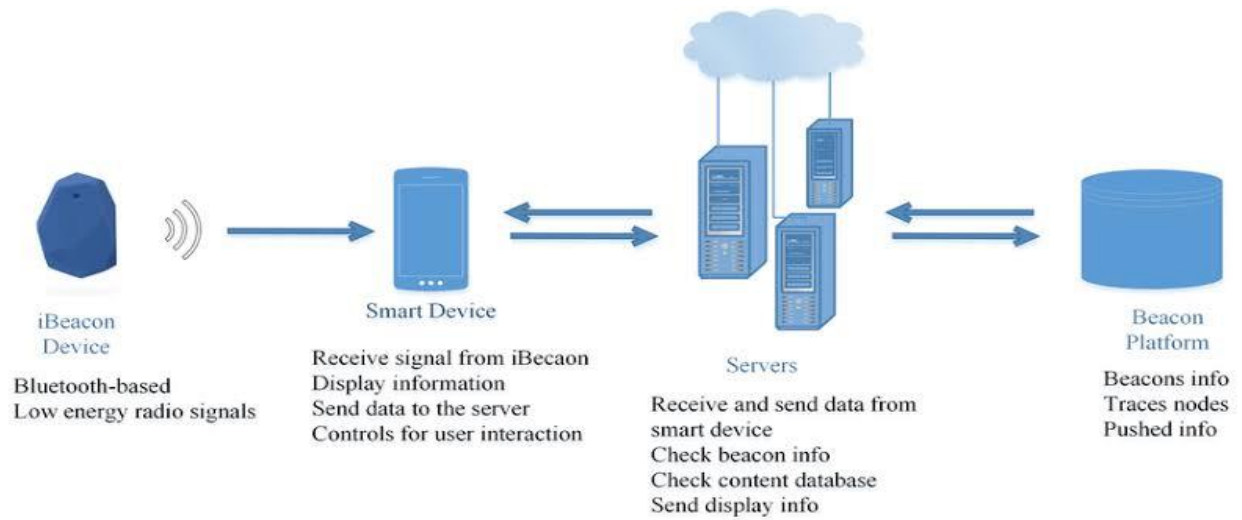 iBeacon
Device
Bluetooth-based
Low energy radio signals
Smart Device
Receive signal from iBecaon
Display information
Send data to the server
Controls for user interaction
Servers
Receive and send data from
smart device
Check beacon info
Check content database
Send display info
Beacon
Platform
Beacons info
Traces nodes
Pushed info